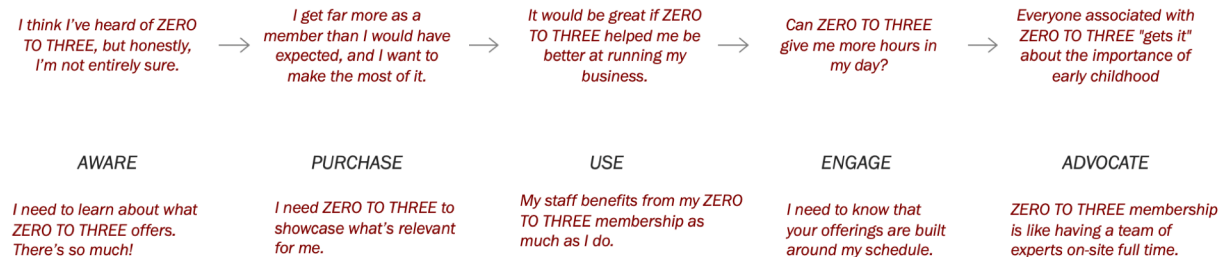 I think I've heard of ZERO
TO THREE, but honestly,
I'm not entirely sure.
I get far more as a
member than I would have
expected, and I want to
make the most of it.
It would be great if ZERO
TO THREE helped me be
better at running my
business.
Can ZERO TO THREE
give me more hours in
my day?
Everyone associated with
ZERO TO THREE "gets it"
about the importance of
early childhood
AWARE
PURCHASE
USE
ENGAGE
ADVOCATE
I need to learn about what
ZERO TO THREE offers.
There's so much!
I need ZERO TO THREE to
showcase what's relevant
for me.
My staff benefits from my ZERO
TO THREE membership as
much as I do.
I need to know that
your offerings are built
around my schedule.
ZERO TO THREE membership
is like having a team of
experts on-site full time.